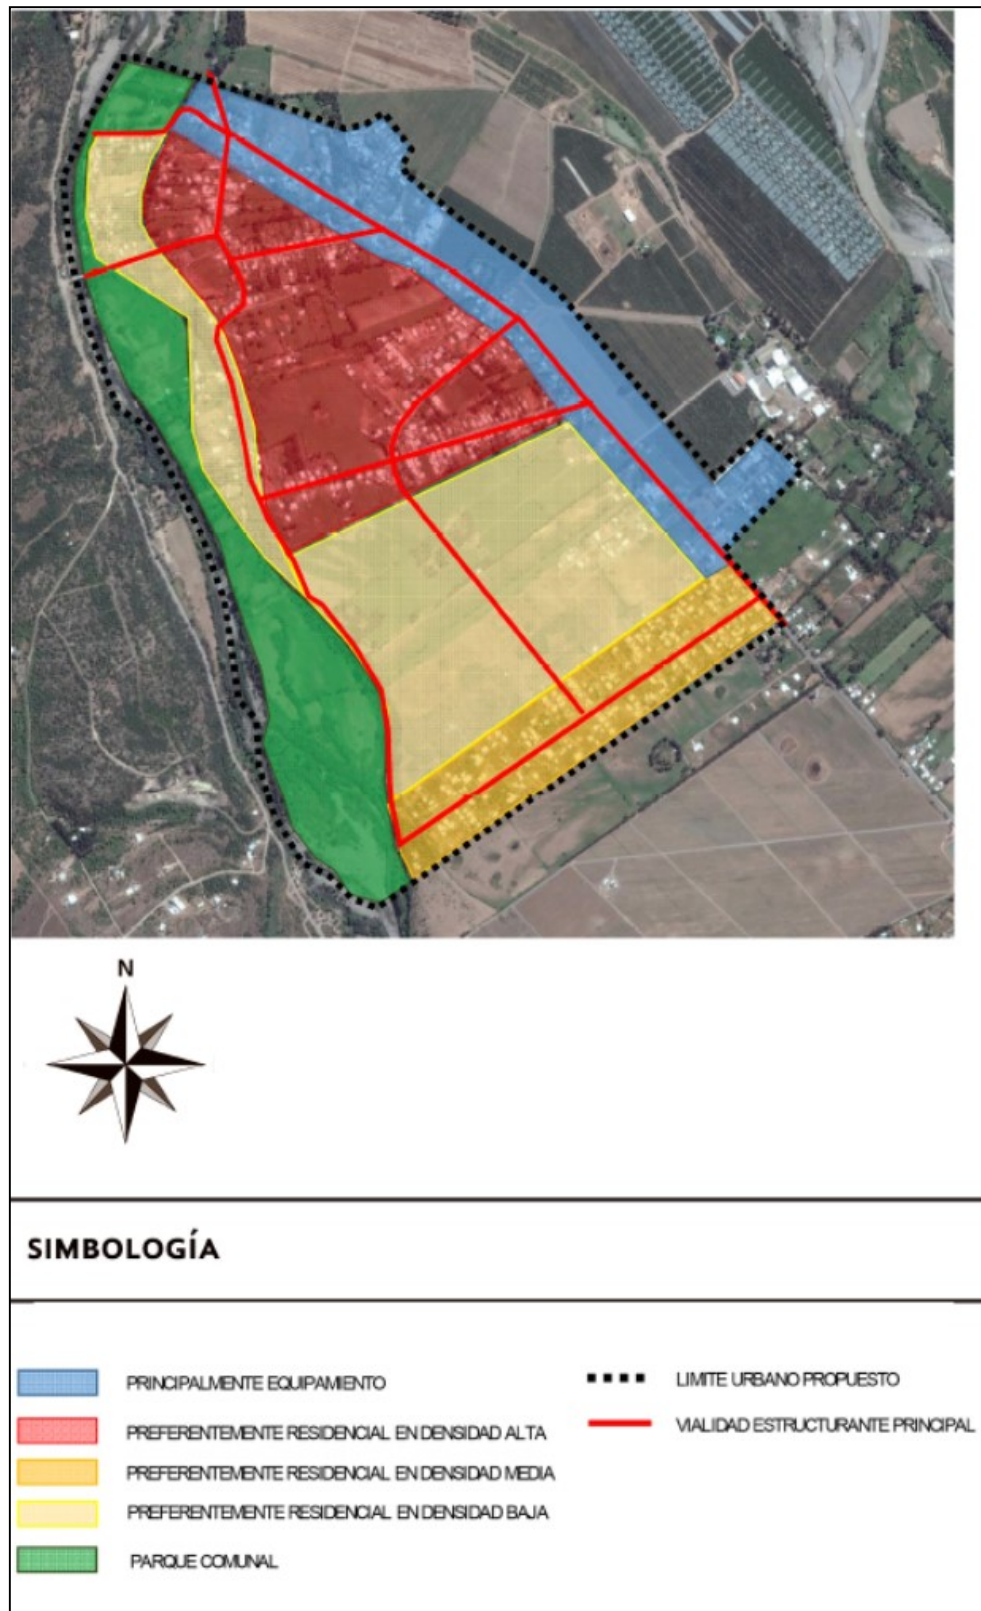 N
SIMBOLOGÍA
PRINCIPALMENTE EQUIPAMIENTO
PREFERENTEMENTE RESIDENCIAL EN DENSIDAD ALTA
PREFERENTEMENTE RESIDENCIAL EN DENSIDAD MEDIA
PREFERENTEMENTE RESIDENCIAL EN DENSIDAD BAJA
PARQUE COMUNAL
LIMITE URBANO PROPUESTO
VIALIDAD ESTRUCTURANTE PRINCIPAL